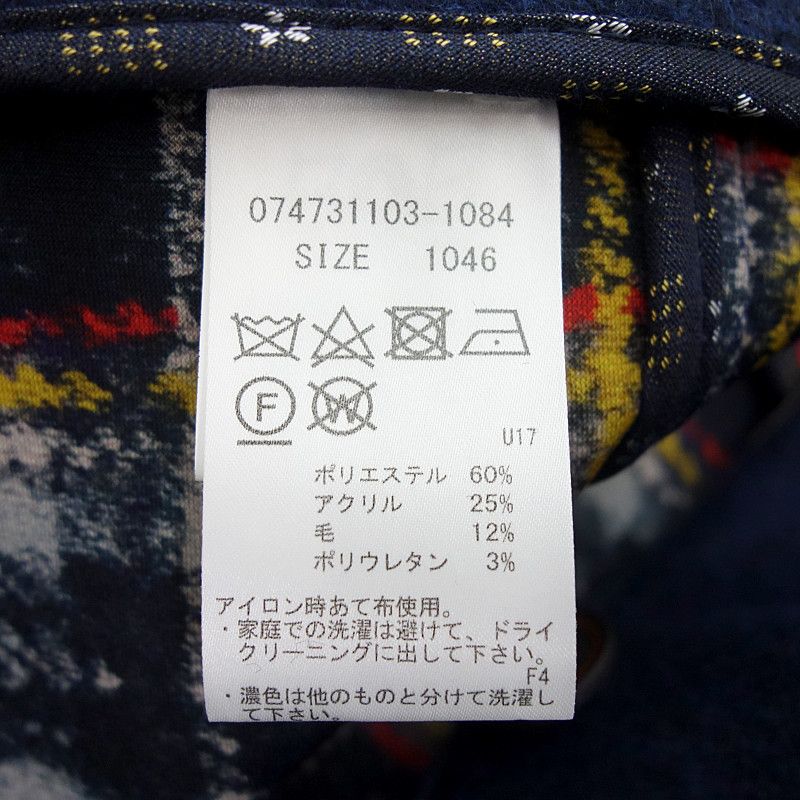 074731103-1084
SIZE 1046
F W
U17
ポリエステル 60%
アクリル 25%
毛 12%
ポリウレタン 3%
アイロン時あて布使用。
・家庭での洗濯は避けて、ドライ
クリーニングに出して下さい。
F4
・濃色は他のものと分けて洗濯し
て下さい。